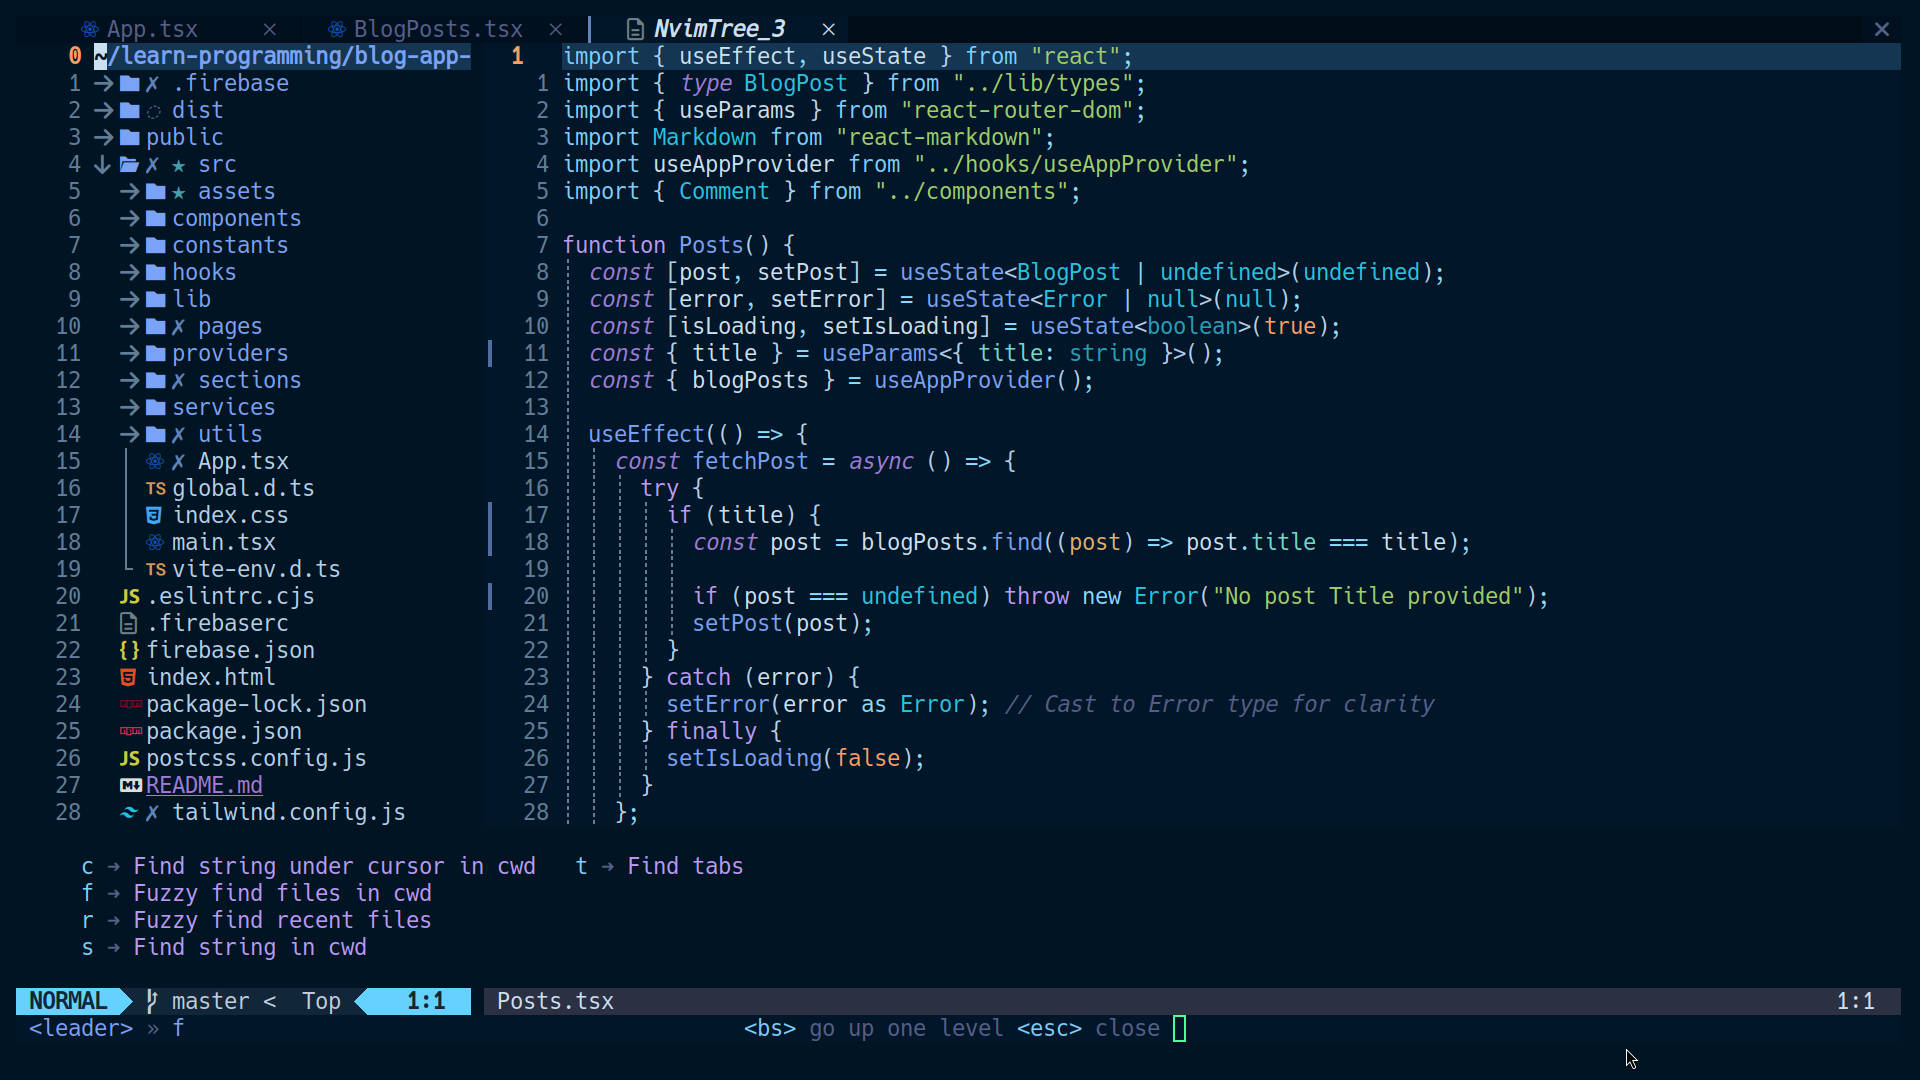 App.tsx × BlogPosts.tsx × NvimTree_3 × ×
0 ~/learn-programming/blog-app-
1 → ✗ .firebase
2 → ◌ dist
3 → public
4 ↓ ✗ ★ src
5 → ★ assets
6 → components
7 → constants
8 → hooks
9 → lib
10 → ✗ pages
11 → providers
12 → ✗ sections
13 → services
14 → ✗ utils
15 ✗ App.tsx
16 TS global.d.ts
17 index.css
18 main.tsx
19 TS vite-env.d.ts
20 JS .eslintrc.cjs
21 .firebaserc
22 {} firebase.json
23 index.html
24 package-lock.json
25 package.json
26 JS postcss.config.js
27 README.md
28 ✗ tailwind.config.js
1 import { useEffect, useState } from "react";
1 import { type BlogPost } from "../lib/types";
2 import { useParams } from "react-router-dom";
3 import Markdown from "react-markdown";
4 import useAppProvider from "../hooks/useAppProvider";
5 import { Comment } from "../components";
6
7 function Posts() {
8 const [post, setPost] = useState<BlogPost | undefined>(undefined);
9 const [error, setError] = useState<Error | null>(null);
10 const [isLoading, setIsLoading] = useState<boolean>(true);
11 const { title } = useParams<{ title: string }>();
12 const { blogPosts } = useAppProvider();
13
14 useEffect(() => {
15 const fetchPost = async () => {
16 try {
17 if (title) {
18 const post = blogPosts.find((post) => post.title === title);
19
20 if (post === undefined) throw new Error("No post Title provided");
21 setPost(post);
22 }
23 } catch (error) {
24 setError(error as Error); // Cast to Error type for clarity
25 } finally {
26 setIsLoading(false);
27 }
28 };
c → Find string under cursor in cwd t → Find tabs
f → Fuzzy find files in cwd
r → Fuzzy find recent files
s → Find string in cwd
NORMAL master < Top 1:1 Posts.tsx 1:1
<leader> » f <bs> go up one level <esc> close